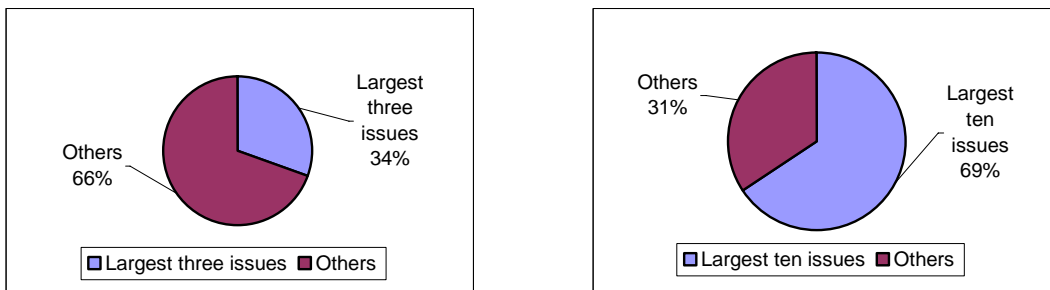 Largest
three
issues
34%
Others
66%
Largest three issues Others
Others
31%
Largest
ten
issues
69%
Largest ten issues Others